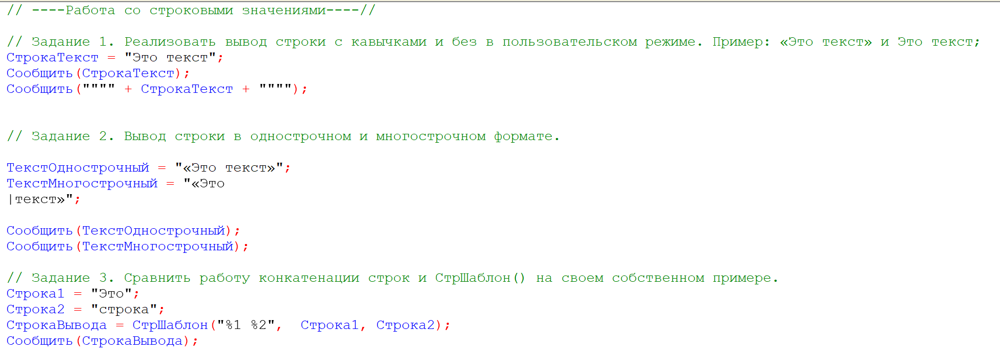 // ----Работа со строковыми значениями----//
// Задание 1. Реализовать вывод строки с кавычками и без в пользовательском режиме. Пример: «Это текст» и Это текст;
СтрокаТекст = "Это текст";
Сообщить(СтрокаТекст);
Сообщить("""" + СтрокаТекст + """");
// Задание 2. Вывод строки в однострочном и многострочном формате.
ТекстОднострочный = "«Это текст»";
ТекстМногострочный = "«Это
|текст»";
Сообщить(ТекстОднострочный);
Сообщить(ТекстМногострочный);
// Задание 3. Сравнить работу конкатенации строк и СтрШаблон() на своем собственном примере.
Строка1 = "Это";
Строка2 = "строка";
СтрокаВывода = СтрШаблон("%1 %2",  Строка1, Строка2);
Сообщить(СтрокаВывода);